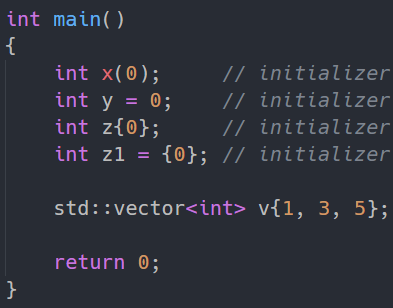 int main()
{
    int x(0);     // initializer
    int y = 0;    // initializer
    int z{0};     // initializer
    int z1 = {0}; // initializer
    std::vector<int> v{1, 3, 5};
    return 0;
}